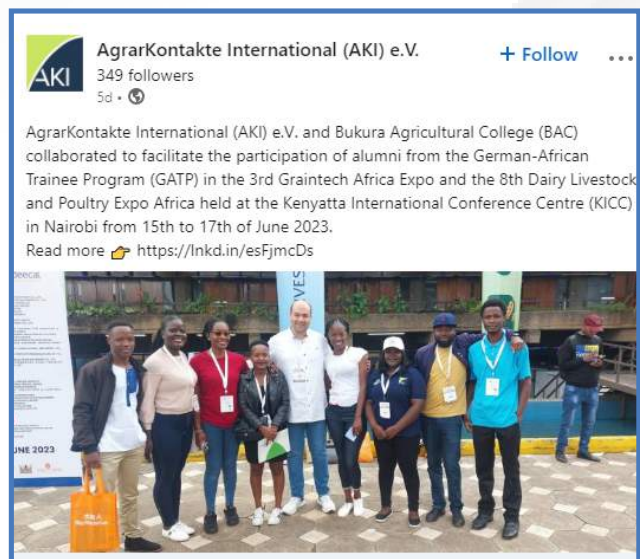 AKI
AgrarKontakte International (AKI) e.V.
+ Follow
349 followers
5d •
AgrarKontakte International (AKI) e.V. and Bukura Agricultural College (BAC)
collaborated to facilitate the participation of alumni from the German-African
Trainee Program (GATP) in the 3rd Graintech Africa Expo and the 8th Dairy Livestock
and Poultry Expo Africa held at the Kenyatta International Conference Centre (KICC)
in Nairobi from 15th to 17th of June 2023.
Read more 👉 https://lnkd.in/esFjmcDs
VES
UNE 2023